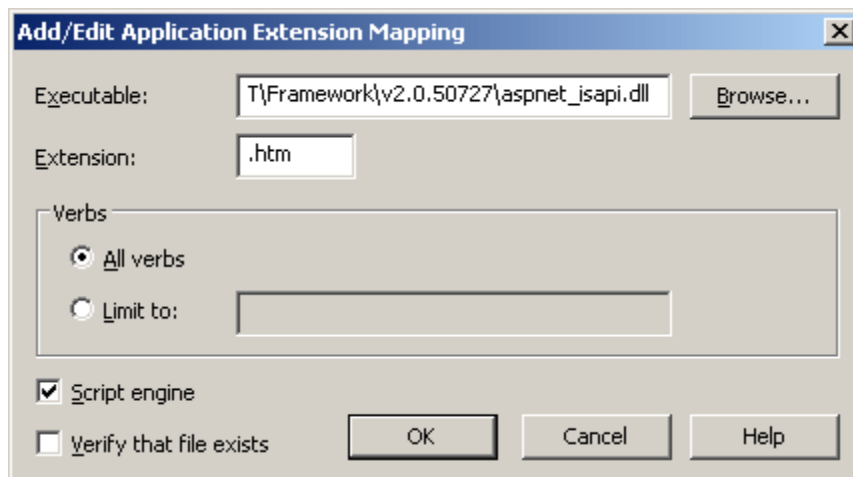 Add/Edit Application Extension Mapping
Executable: T\Framework\v2.0.50727\aspnet_isapi.dll Browse...
Extension: .htm
Verbs
All verbs
Limit to:
Script engine
Verify that file exists OK Cancel Help